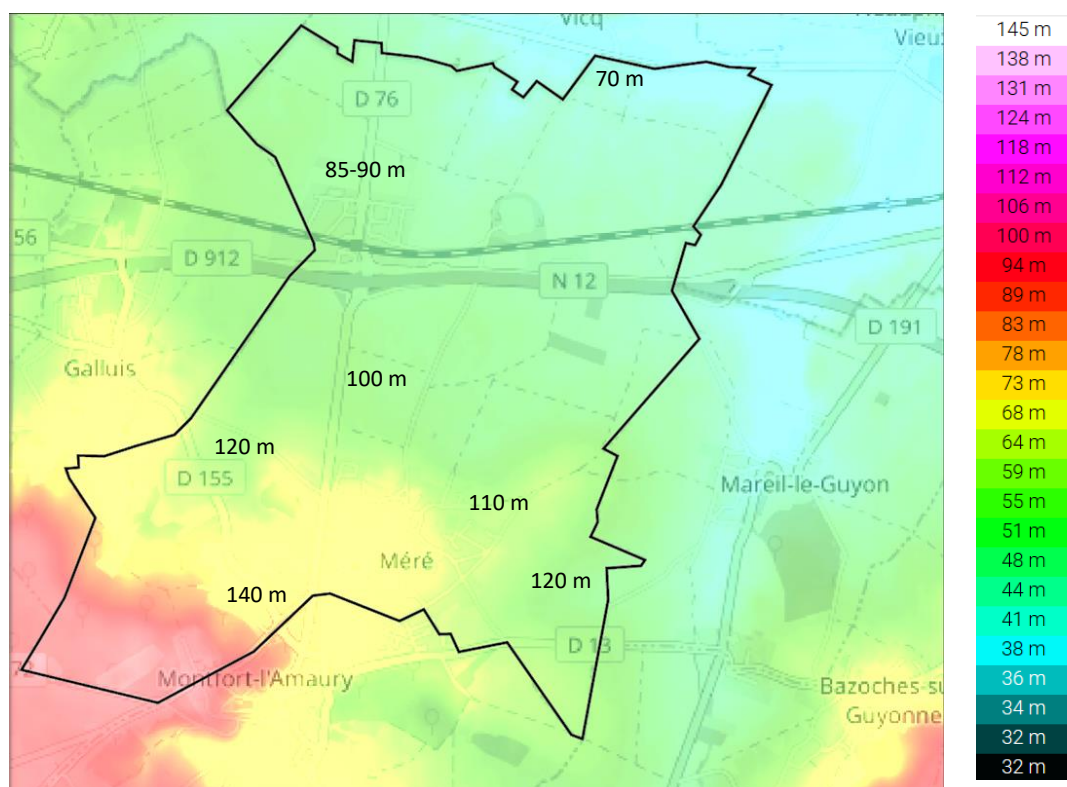 Vicq
Vieux
70 m
D 76
85-90 m
56
D 912
N 12
D 191
Galluis
100 m
120 m
D 155
110 m
Mareil-le-Guyon
Méré
120 m
140 m
D 13
Montfort-l'Amaury
Bazoches-su
Guyonne
145 m
138 m
131 m
124 m
118 m
112 m
106 m
100 m
94 m
89 m
83 m
78 m
73 m
68 m
64 m
59 m
55 m
51 m
48 m
44 m
41 m
38 m
36 m
34 m
32 m
32 m